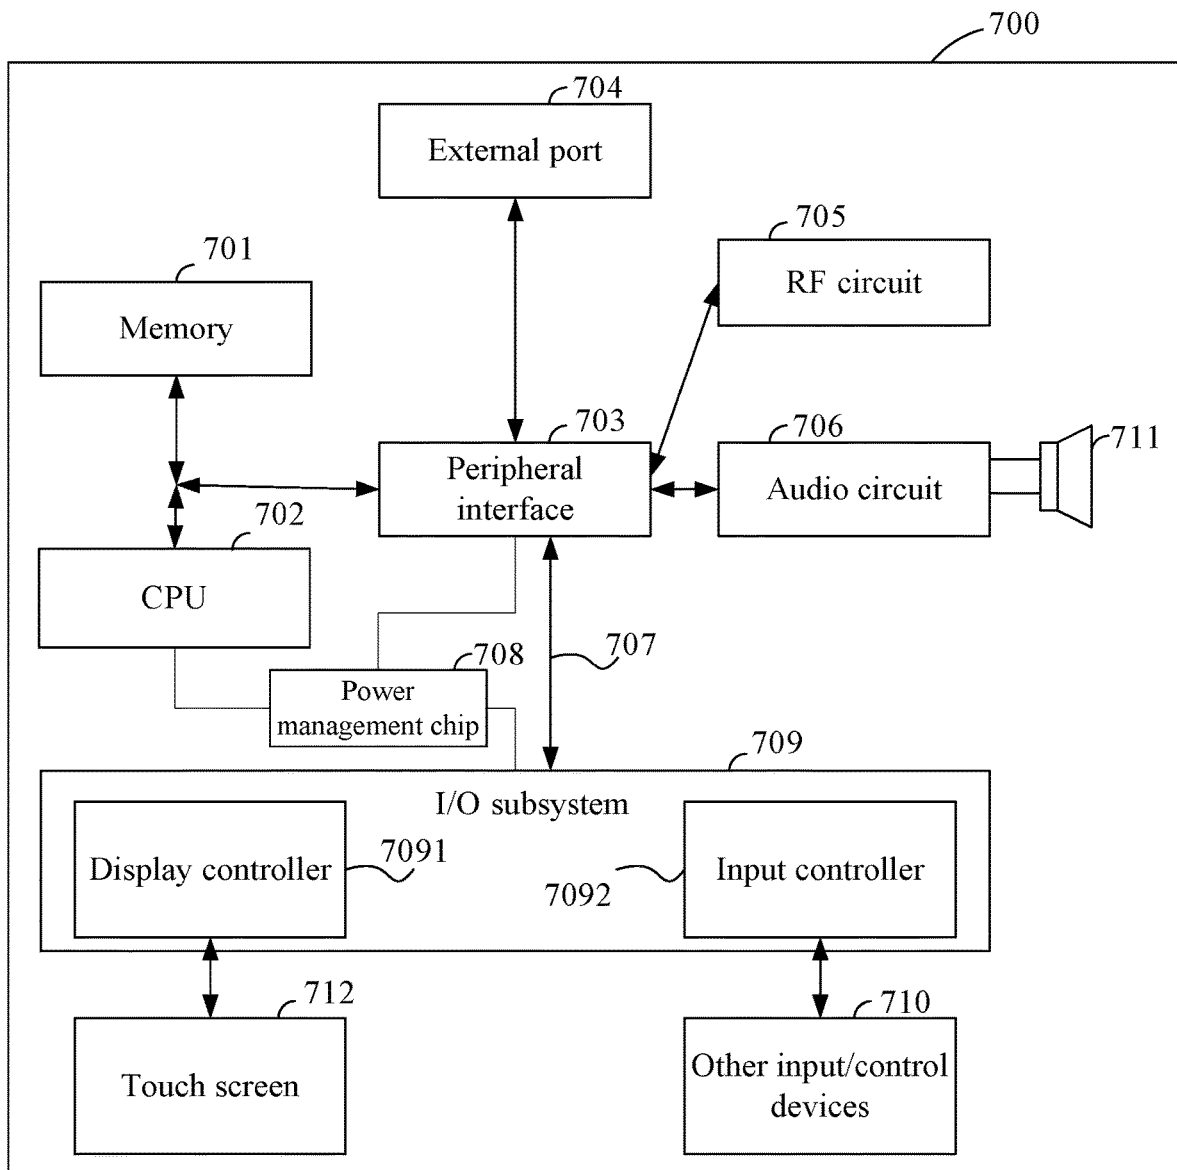 700
704
External port
705
RF circuit
701
Memory
703
Peripheral
interface
706
Audio circuit
711
702
CPU
707
708
Power
management chip
709
I/O subsystem
Display controller
7091
7092
Input controller
712
Touch screen
710
Other input/control
devices